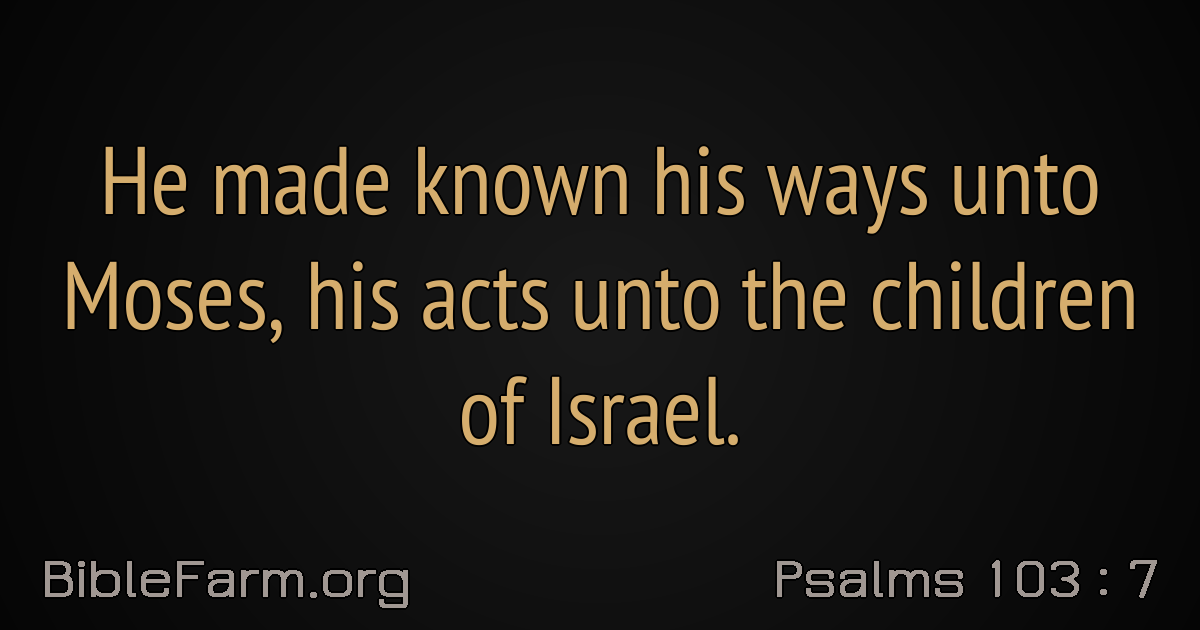 He made known his ways unto
Moses, his acts unto the children
of Israel.
BibleFarm.org
Psalms 103 : 7